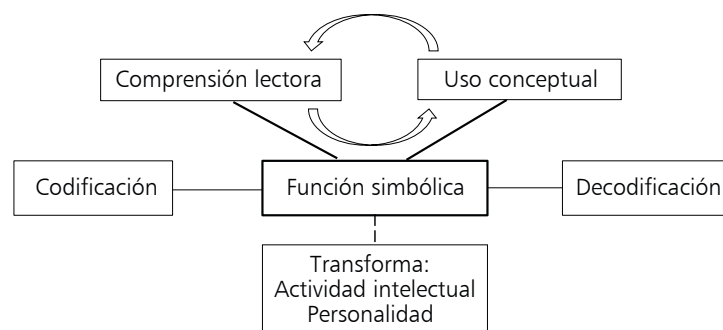 Comprensión lectora
Uso conceptual
Codificación
Función simbólica
Decodificación
Transforma:
Actividad intelectual
Personalidad